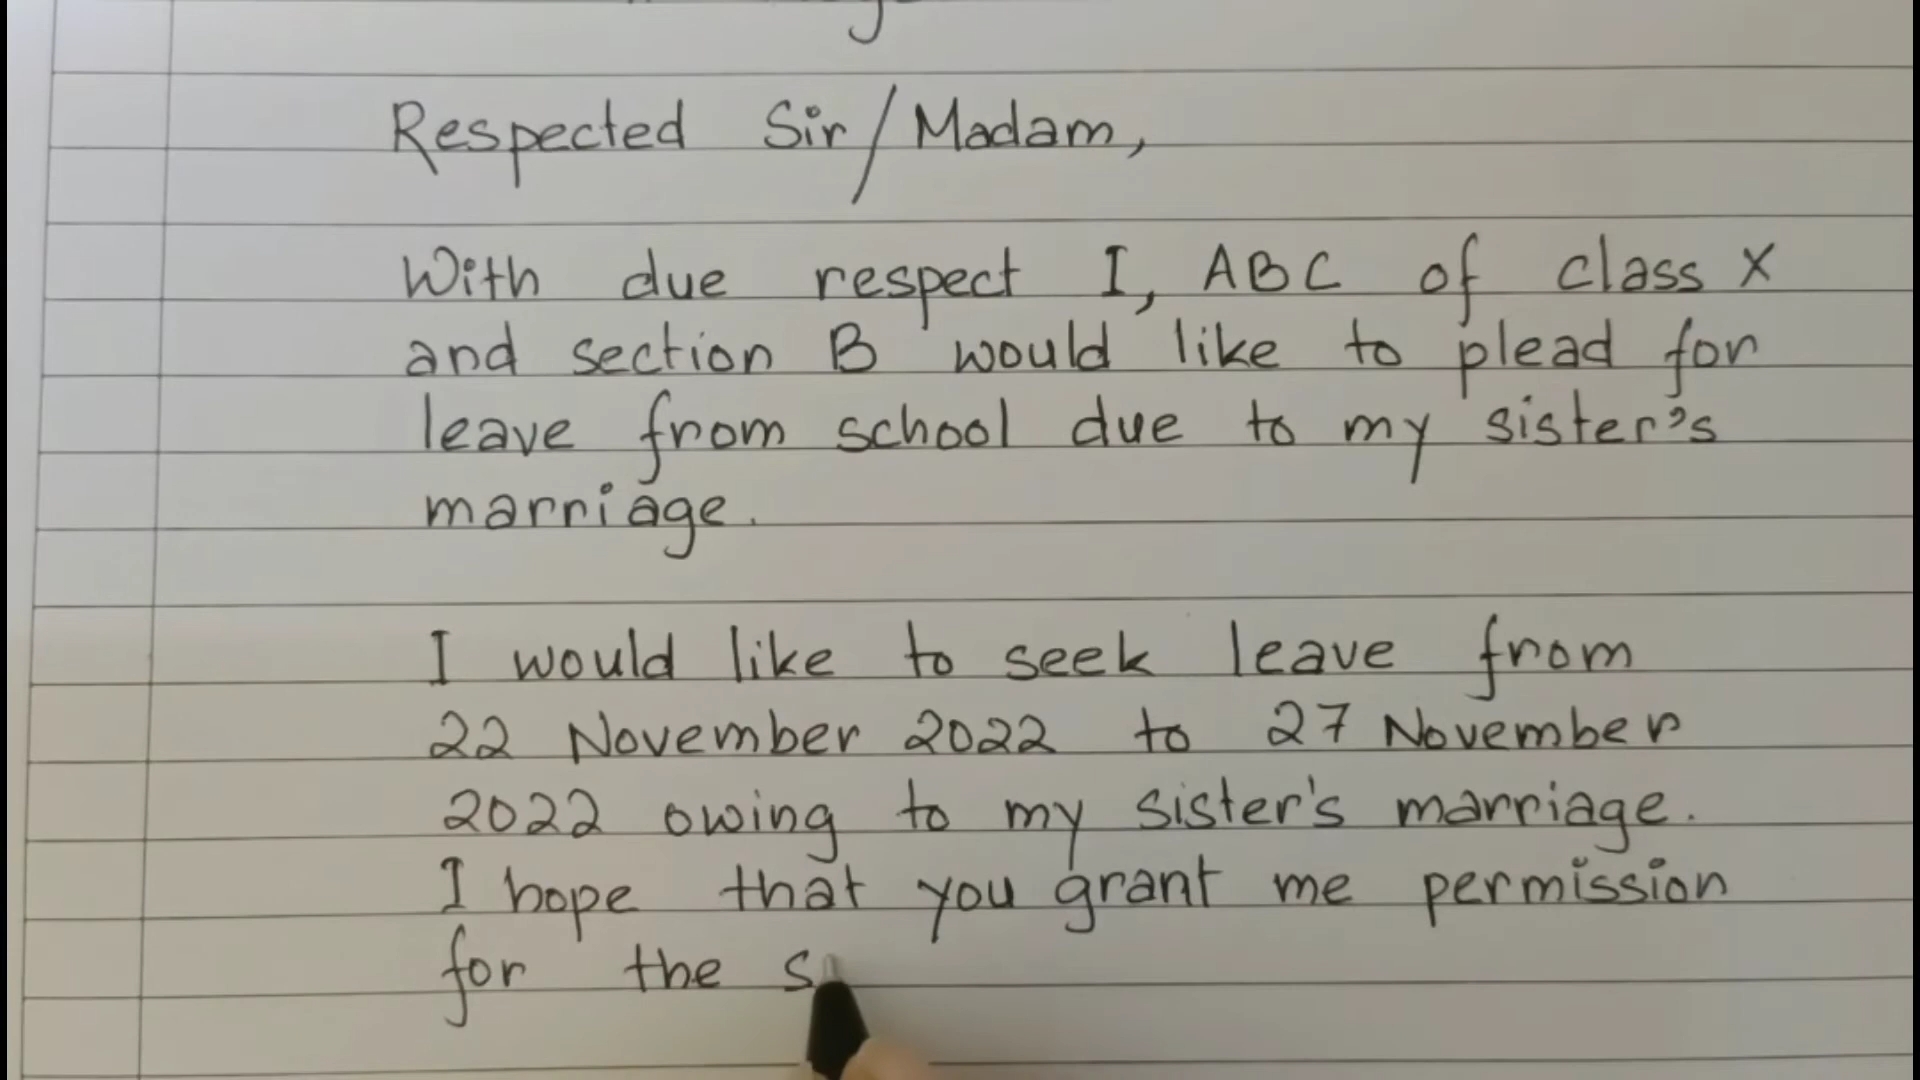 Respected Sir/Madam,
With due respect I, ABC of class X
and section B would like to plead for
leave from school due to my sister's
marriage.
I would like to seek leave from
22 November 2022 to 27 November
2022 owing to my sister's marriage.
I hope that you grant me permission
for the s